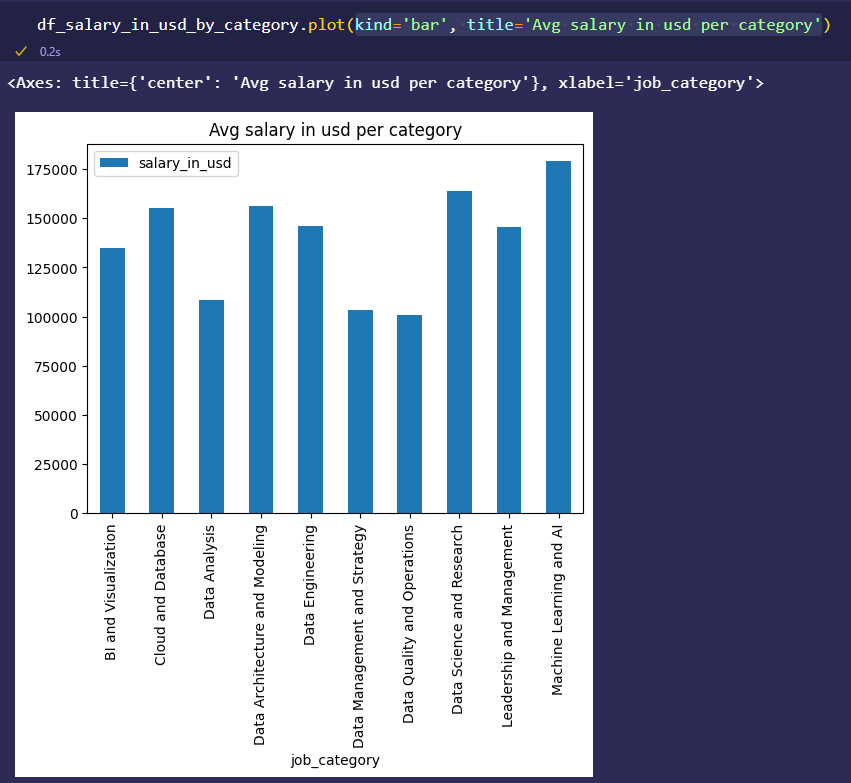 df_salary_in_usd_by_category.plot(kind='bar', title='Avg salary in usd per category')
0.2s
<Axes: title={'center': 'Avg salary in usd per category'}, xlabel='job_category'>
Avg salary in usd per category
salary_in_usd
175000
150000
125000
100000
75000
50000
25000
0
BI and Visualization
Cloud and Database
Data Analysis
Data Architecture and Modeling
Data Engineering
Data Management and Strategy
Data Quality and Operations
Data Science and Research
Leadership and Management
Machine Learning and AI
job_category